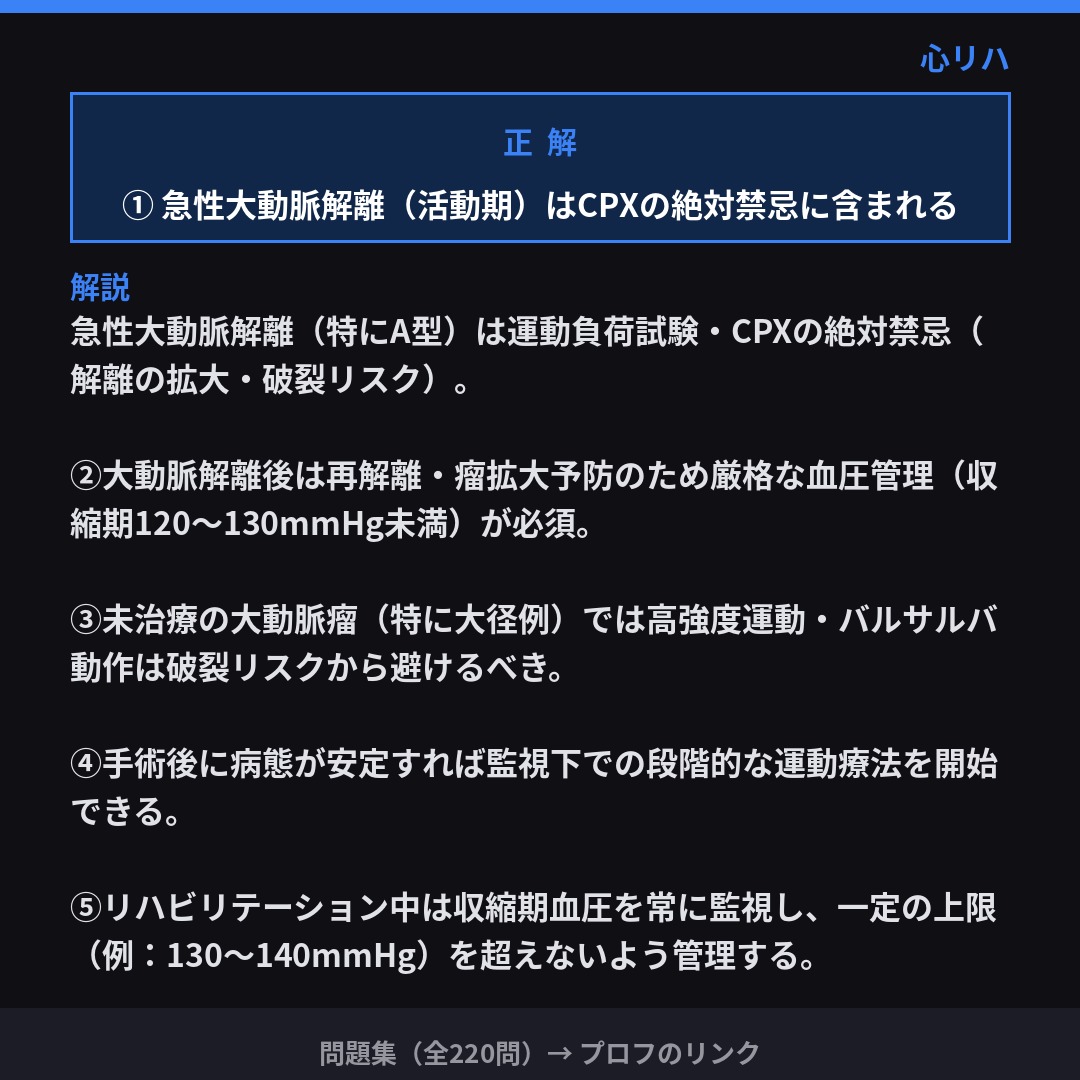 心リハ
正 解
① 急性大動脈解離（活動期）はCPXの絶対禁忌に含まれる
解説
急性大動脈解離（特にA型）は運動負荷試験・CPXの絶対禁忌（
解離の拡大・破裂リスク）。
②大動脈解離後は再解離・瘤拡大予防のため厳格な血圧管理（収
縮期120〜130mmHg未満）が必須。
③未治療の大動脈瘤（特に大径例）では高強度運動・バルサルバ
動作は破裂リスクから避けるべき。
④手術後に病態が安定すれば監視下での段階的な運動療法を開始
できる。
⑤リハビリテーション中は収縮期血圧を常に監視し、一定の上限
（例：130〜140mmHg）を超えないよう管理する。
問題集（全220問）→ プロフのリンク